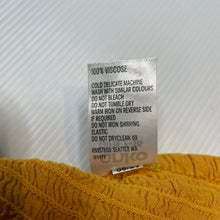 100% VISCOSE
COLD DELICATE MACHINE
WASH WITH SIMILAR COLOURS
DO NOT BLEACH
DO NOT TUMBLE DRY
WARM IRON ON REVERSE SIDE
IF REQUIRED
DO NOT IRON SHIRRING
ELASTIC
DO NOT DRYCLEAN